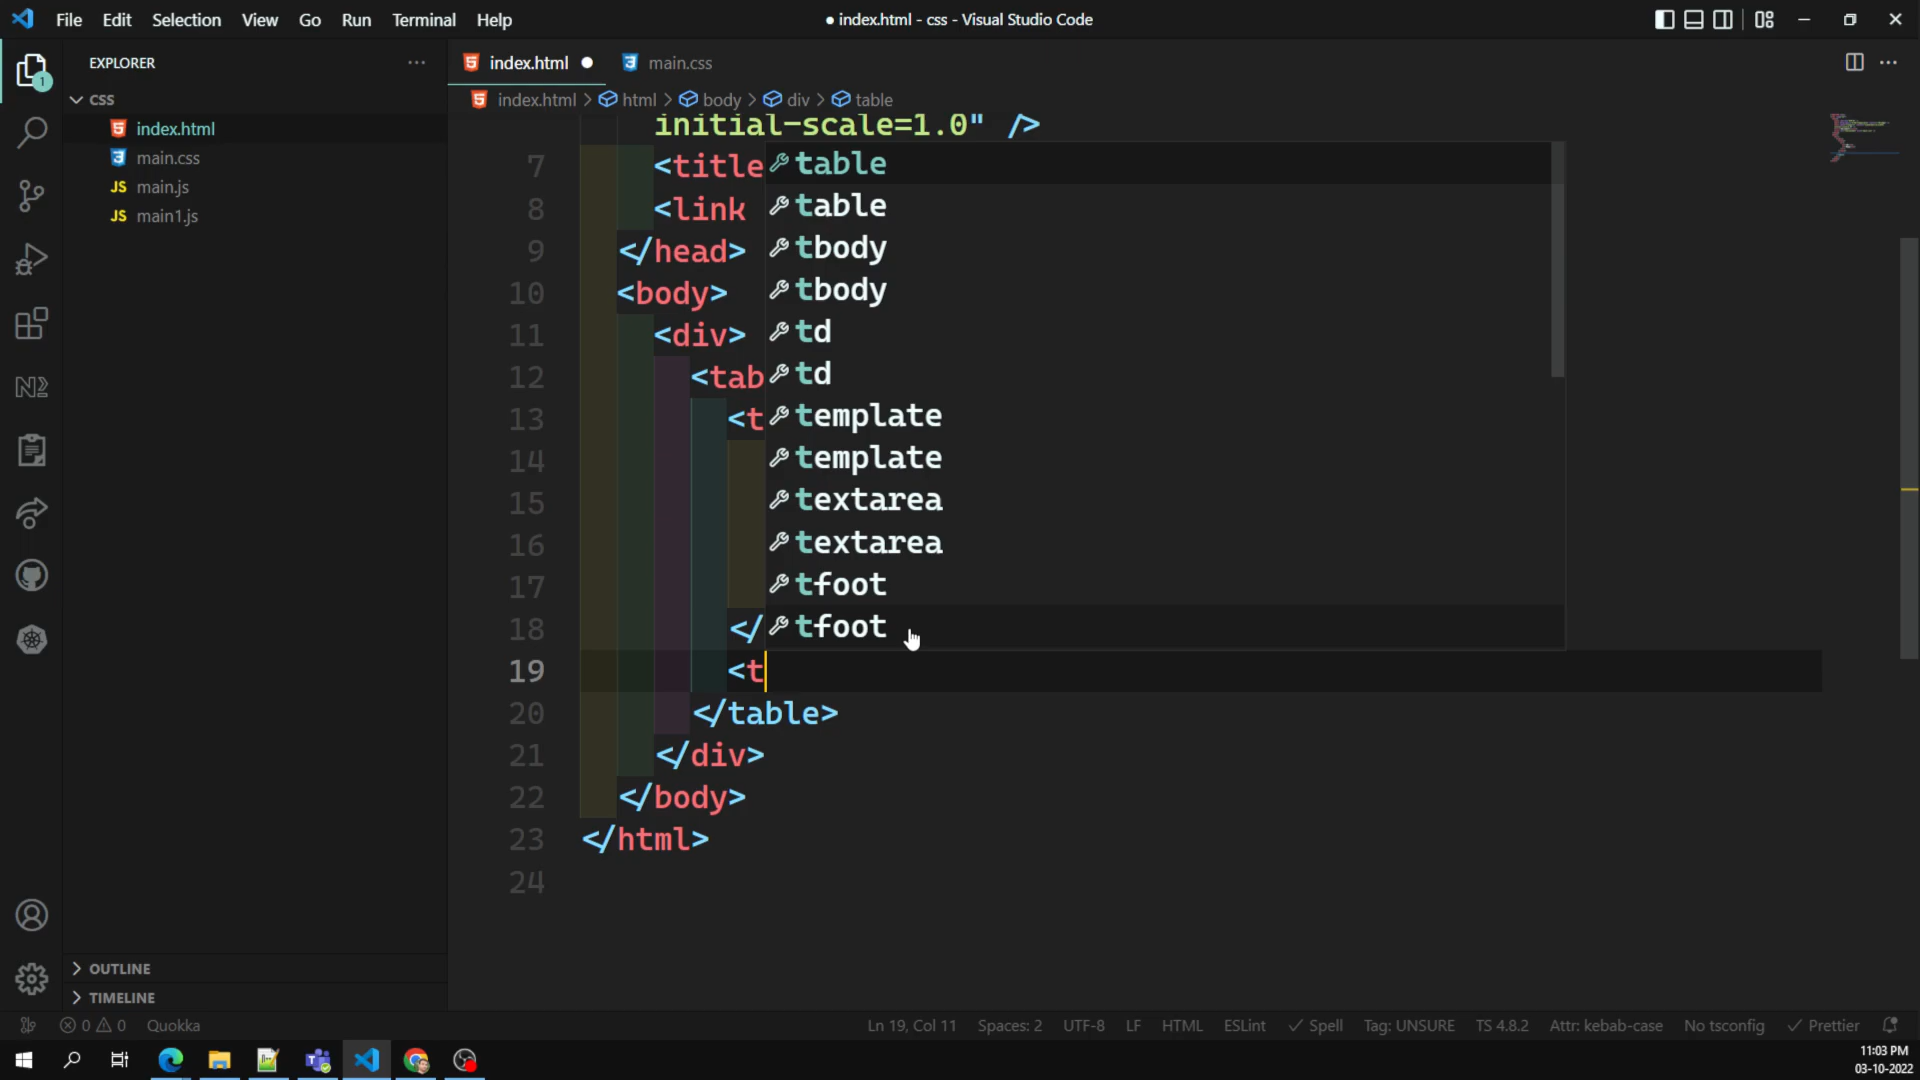 File Edit Selection View Go Run Terminal Help
● index.html - css - Visual Studio Code
EXPLORER
index.html ●
main.css
index.html > html > body > div > table
CSS
index.html
main.css
JS main.js
JS main1.js
initial-scale=1.0" />
7 <title
8 <link
9 </head>
10 <body>
11 <div>
12 <tab
13 <t
14
15
16
17
18 </
19 <t
20 </table>
21 </div>
22 </body>
23 </html>
24
table
table
tbody
tbody
td
td
template
template
textarea
textarea
tfoot
tfoot
1
OUTLINE
TIMELINE
0 0 Quokka
Ln 19, Col 11 Spaces: 2 UTF-8 LF HTML ESLint ✓ Spell Tag: UNSURE TS 4.8.2 Attr: kebab-case No tsconfig ✓ Prettier
11:03 PM
03-10-2022